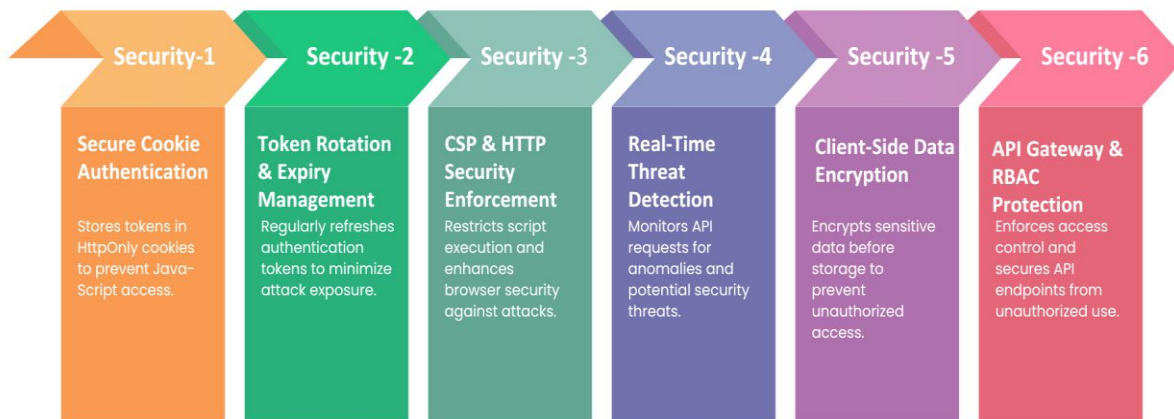 Security-1
Secure Cookie
Authentication
Stores tokens in
HttpOnly cookies
to prevent Java-
Script access.
Security -2
Token Rotation
& Expiry
Management
Regularly refreshes
authentication
tokens to minimize
attack exposure.
Security -3
CSP & HTTP
Security
Enforcement
Restricts script
execution and
enhances
browser security
against attacks.
Security -4
Real-Time
Threat
Detection
Monitors API
requests for
anomalies and
potential security
threats.
Security -5
Client-Side Data
Encryption
Encrypts sensitive
data before
storage to
prevent
unauthorized
access.
Security -6
API Gateway &
RBAC
Protection
Enforces access
control and
secures API
endpoints from
unauthorized use.